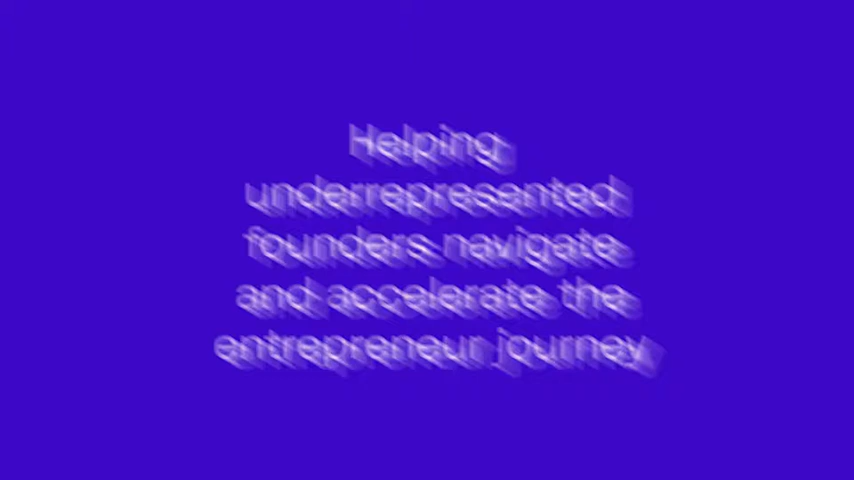 Helping
underrepresented
founders navigate
and accelerate the
entrepreneur journey